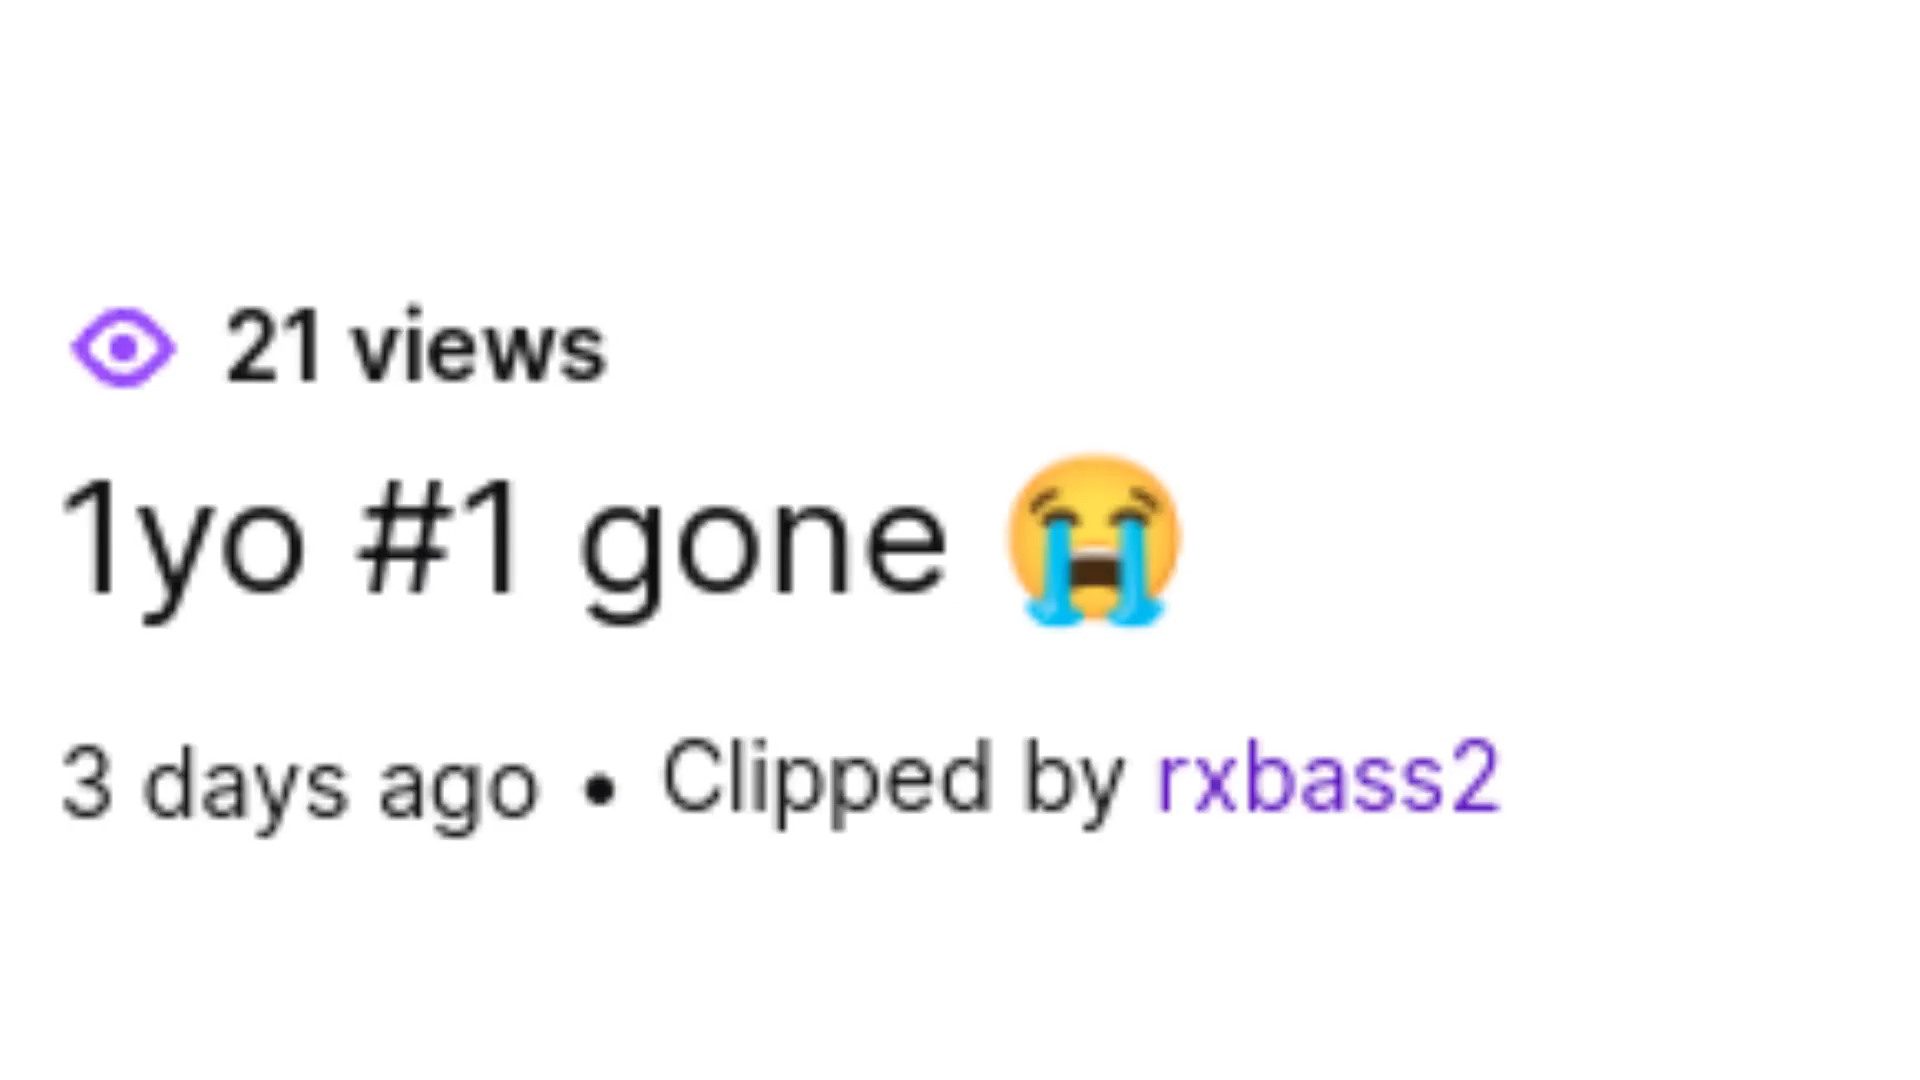 21 views
1yo #1 gone 😭
3 days ago • Clipped by rxbass2